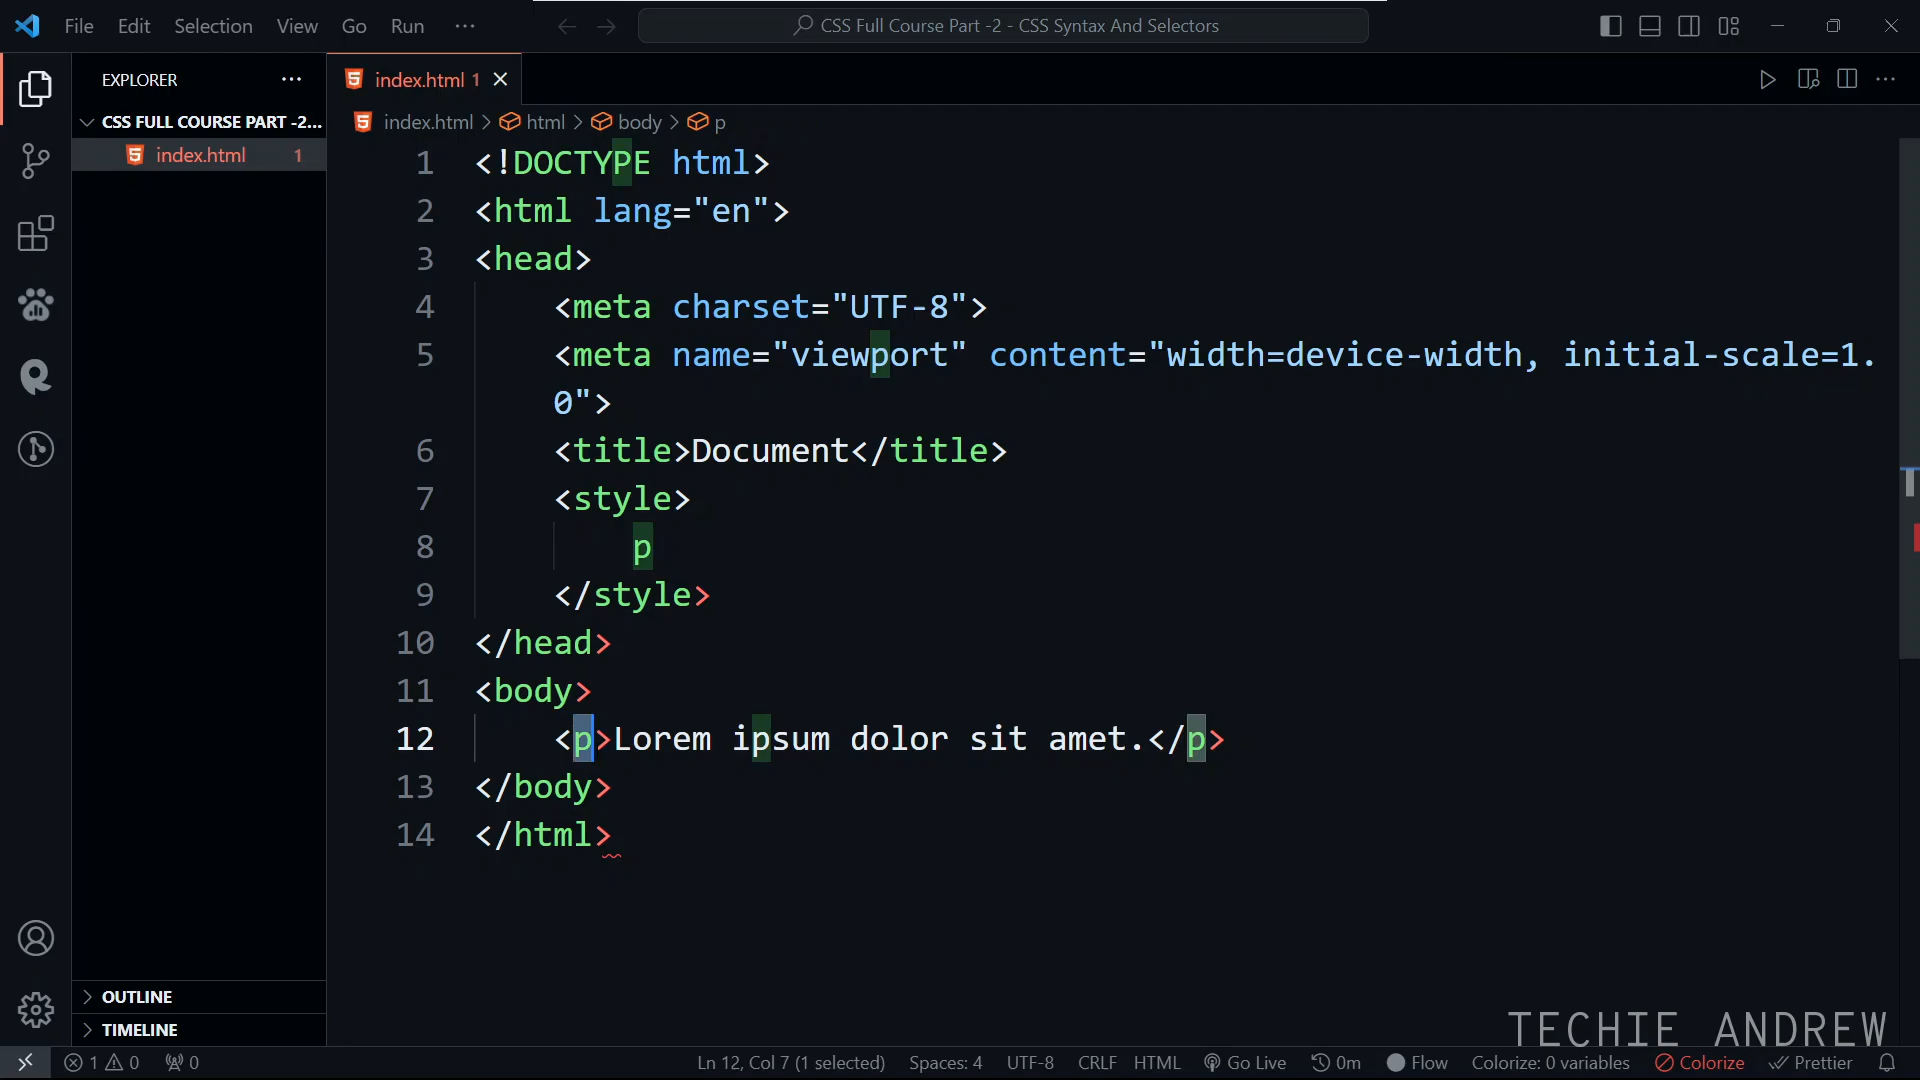 File Edit Selection View Go Run ··· CSS Full Course Part -2 - CSS Syntax And Selectors
EXPLORER ···
index.html 1
CSS FULL COURSE PART -2...
index.html 1
index.html > html > body > p
1 <!DOCTYPE html>
2 <html lang="en">
3 <head>
4 <meta charset="UTF-8">
5 <meta name="viewport" content="width=device-width, initial-scale=1.
0">
6 <title>Document</title>
7 <style>
8 p
9 </style>
10 </head>
11 <body>
12 <p>Lorem ipsum dolor sit amet.</p>
13 </body>
14 </html>
OUTLINE
TIMELINE
TECHIE ANDREW
1 0 0 Ln 12, Col 7 (1 selected) Spaces: 4 UTF-8 CRLF HTML Go Live 0m Flow Colorize: 0 variables Colorize Prettier